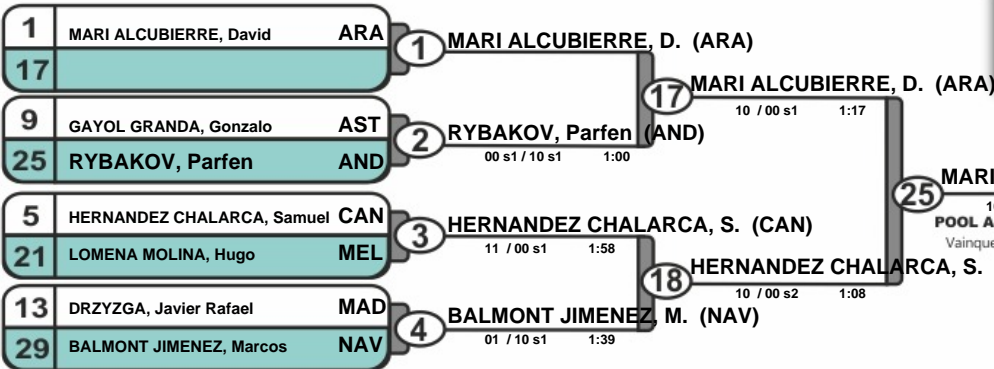 1 MARI ALCUBIERRE, David ARA
17
1 MARI ALCUBIERRE, D. (ARA)
9 GAYOL GRANDA, Gonzalo AST
25 RYBAKOV, Parfen AND
2 RYBAKOV, Parfen (AND)
00 s1 / 10 s1 1:00
17 MARI ALCUBIERRE, D. (ARA)
10 / 00 s1 1:17
5 HERNANDEZ CHALARCA, Samuel CAN
21 LOMENA MOLINA, Hugo MEL
3 HERNANDEZ CHALARCA, S. (CAN)
11 / 00 s1 1:58
13 DRZYZGA, Javier Rafael MAD
29 BALMONT JIMENEZ, Marcos NAV
4 BALMONT JIMENEZ, M. (NAV)
01 / 10 s1 1:39
18 HERNANDEZ CHALARCA, S.
10 / 00 s2 1:08
25 MARI
POOL A
Vainque